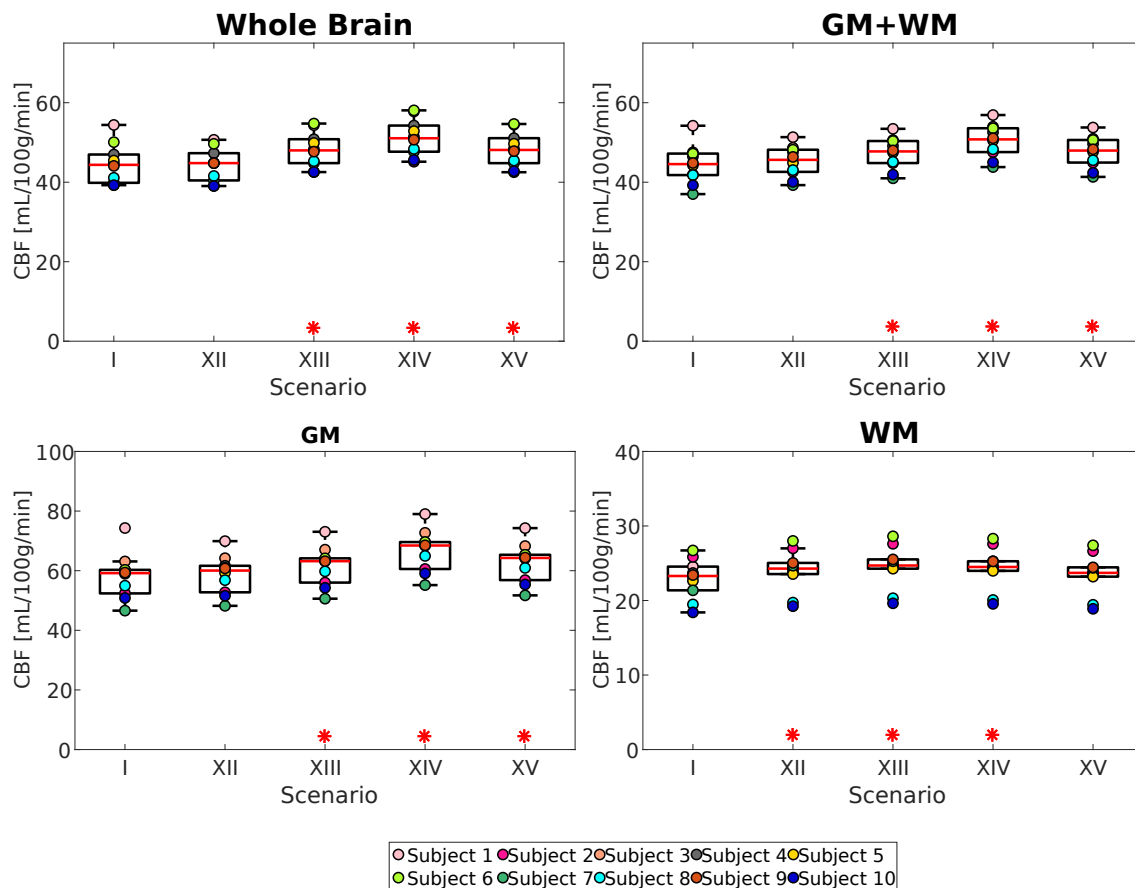 Whole Brain
CBF [mL/100g/min]
60
40
20
0
I XII XIII XIV XV
Scenario
GM+WM
CBF [mL/100g/min]
60
40
20
0
I XII XIII XIV XV
Scenario
GM
CBF [mL/100g/min]
100
80
60
40
20
0
I XII XIII XIV XV
Scenario
WM
CBF [mL/100g/min]
40
30
20
10
0
I XII XIII XIV XV
Scenario
Subject 1 Subject 2 Subject 3 Subject 4 Subject 5
Subject 6 Subject 7 Subject 8 Subject 9 Subject 10